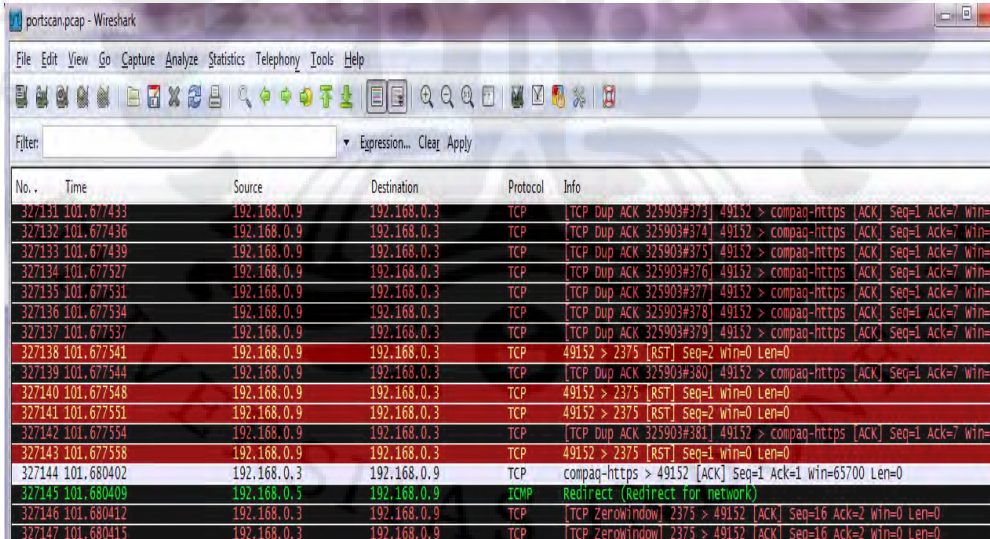 portscan.pcap - Wireshark
File Edit View Go Capture Analyze Statistics Telephony Tools Help
Filter: Expression... Clear Apply
No. . Time Source Destination Protocol Info
327131 101.677433 192.168.0.9 192.168.0.3 TCP [TCP Dup ACK 325903#373] 49152 > compaq-https [ACK] Seq=1 Ack=7 Win=
327132 101.677436 192.168.0.9 192.168.0.3 TCP [TCP Dup ACK 325903#374] 49152 > compaq-https [ACK] Seq=1 Ack=7 Win=
327133 101.677439 192.168.0.9 192.168.0.3 TCP [TCP Dup ACK 325903#375] 49152 > compaq-https [ACK] Seq=1 Ack=7 Win=
327134 101.677527 192.168.0.9 192.168.0.3 TCP [TCP Dup ACK 325903#376] 49152 > compaq-https [ACK] Seq=1 Ack=7 Win=
327135 101.677531 192.168.0.9 192.168.0.3 TCP [TCP Dup ACK 325903#377] 49152 > compaq-https [ACK] Seq=1 Ack=7 Win=
327136 101.677534 192.168.0.9 192.168.0.3 TCP [TCP Dup ACK 325903#378] 49152 > compaq-https [ACK] Seq=1 Ack=7 Win=
327137 101.677537 192.168.0.9 192.168.0.3 TCP [TCP Dup ACK 325903#379] 49152 > compaq-https [ACK] Seq=1 Ack=7 Win=
327138 101.677541 192.168.0.9 192.168.0.3 TCP 49152 > 2375 [RST] Seq=2 Win=0 Len=0
327139 101.677544 192.168.0.9 192.168.0.3 TCP [TCP Dup ACK 325903#380] 49152 > compaq-https [ACK] Seq=1 Ack=7 Win=
327140 101.677548 192.168.0.9 192.168.0.3 TCP 49152 > 2375 [RST] Seq=1 Win=0 Len=0
327141 101.677551 192.168.0.9 192.168.0.3 TCP 49152 > 2375 [RST] Seq=2 Win=0 Len=0
327142 101.677554 192.168.0.9 192.168.0.3 TCP [TCP Dup ACK 325903#381] 49152 > compaq-https [ACK] Seq=1 Ack=7 Win=
327143 101.677558 192.168.0.9 192.168.0.3 TCP 49152 > 2375 [RST] Seq=1 Win=0 Len=0
327144 101.680402 192.168.0.3 192.168.0.9 TCP compaq-https > 49152 [ACK] Seq=1 Ack=1 Win=65700 Len=0
327145 101.680409 192.168.0.5 192.168.0.9 ICMP Redirect (Redirect for network)
327146 101.680412 192.168.0.3 192.168.0.9 TCP [TCP ZeroWindow] 2375 > 49152 [ACK] Seq=16 Ack=2 Win=0 Len=0
327147 101.680415 192.168.0.3 192.168.0.9 TCP [TCP ZeroWindow] 2375 > 49152 [ACK] Seq=16 Ack=2 Win=0 Len=0